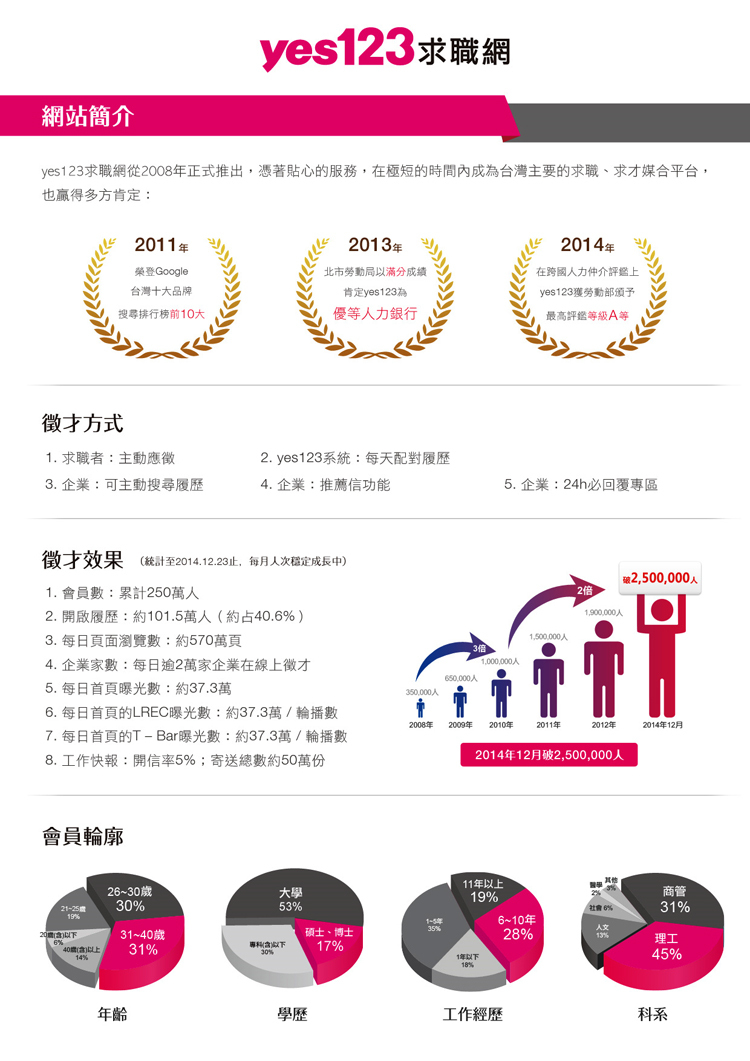 yes123求職網
網站簡介
yes123求職網從2008年正式推出，憑著貼心的服務，在極短的時間內成為台灣主要的求職、求才媒合平台，
也贏得多方肯定：
2011年
榮登Google
台灣十大品牌
搜尋排行榜前10大
2013年
北市勞動局以滿分成績
肯定yes123為
優等人力銀行
2014年
在跨國人力仲介評鑑上
yes123獲勞動部頒予
最高評鑑等級A等
徵才方式
1. 求職者：主動應徵
2. yes123系統：每天配對履歷
3. 企業：可主動搜尋履歷
4. 企業：推薦信功能
5. 企業：24h必回覆專區
徵才效果 （統計至2014.12.23止，每月人次穩定成長中）
1. 會員數：累計250萬人
2. 開啟履歷：約101.5萬人（約占40.6%）
3. 每日頁面瀏覽數：約570萬頁
4. 企業家數：每日逾2萬家企業在線上徵才
5. 每日首頁曝光數：約37.3萬
6. 每日首頁的LREC曝光數：約37.3萬 / 輪播數
7. 每日首頁的T – Bar曝光數：約37.3萬 / 輪播數
8. 工作快報：開信率5%；寄送總數約50萬份
破2,500,000人
2倍
1,900,000人
1,500,000人
3倍
1,000,000人
650,000人
350,000人
2008年
2009年
2010年
2011年
2012年
2014年12月
2014年12月破2,500,000人
會員輪廓
26~30歲
30%
21~25歲
19%
20歲(含)以下
6%
40歲(含)以上
14%
31~40歲
31%
年齡
大學
53%
碩士、博士
17%
專科(含)以下
30%
學歷
11年以上
19%
1~5年
35%
6~10年
28%
1年以下
18%
工作經歷
其他
3%
醫學
2%
社會 6%
人文
13%
商管
31%
理工
45%
科系